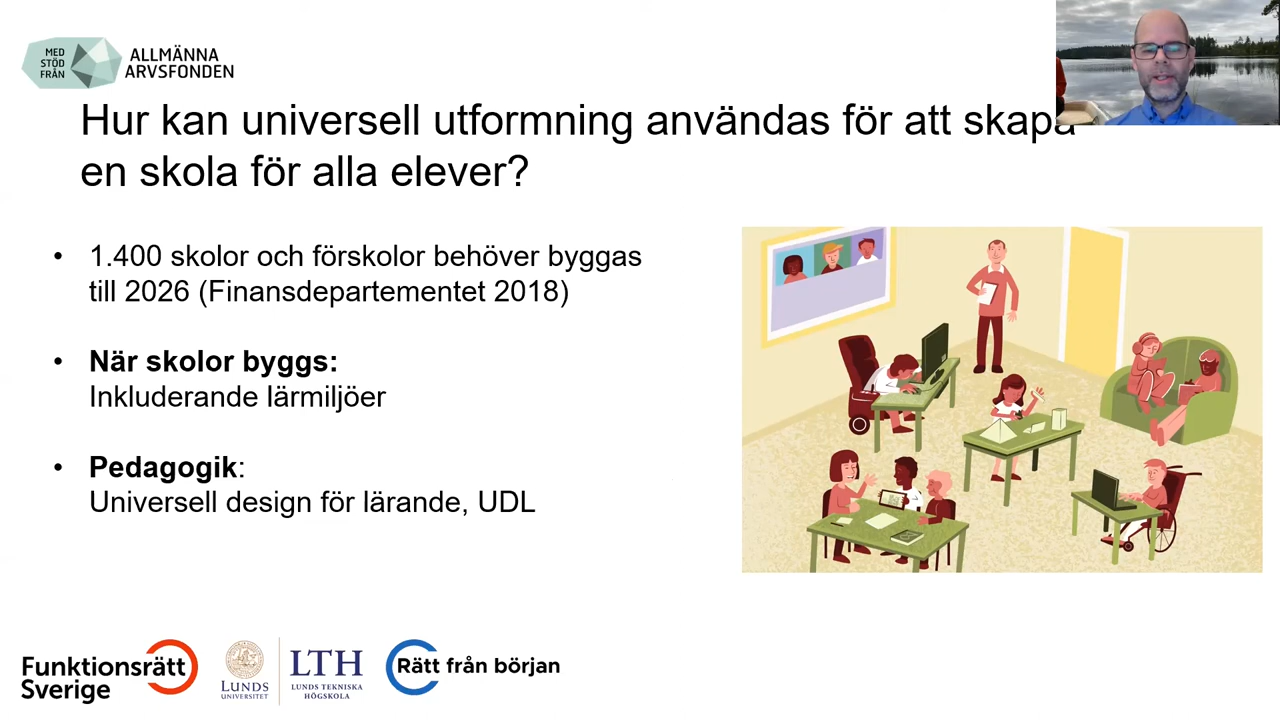 MED
STÖD
FRÅN
ALLMÄNNA
ARVSFONDEN
Hur kan universell utformning användas för att skapa
en skola för alla elever?
• 1.400 skolor och förskolor behöver byggas
till 2026 (Finansdepartementet 2018)
• När skolor byggs:
Inkluderande lärmiljöer
• Pedagogik:
Universell design för lärande, UDL
Funktionsrätt
Sverige
LUNDS
UNIVERSITET
LTH
LUNDS TEKNISKA
HÖGSKOLA
Rätt från början